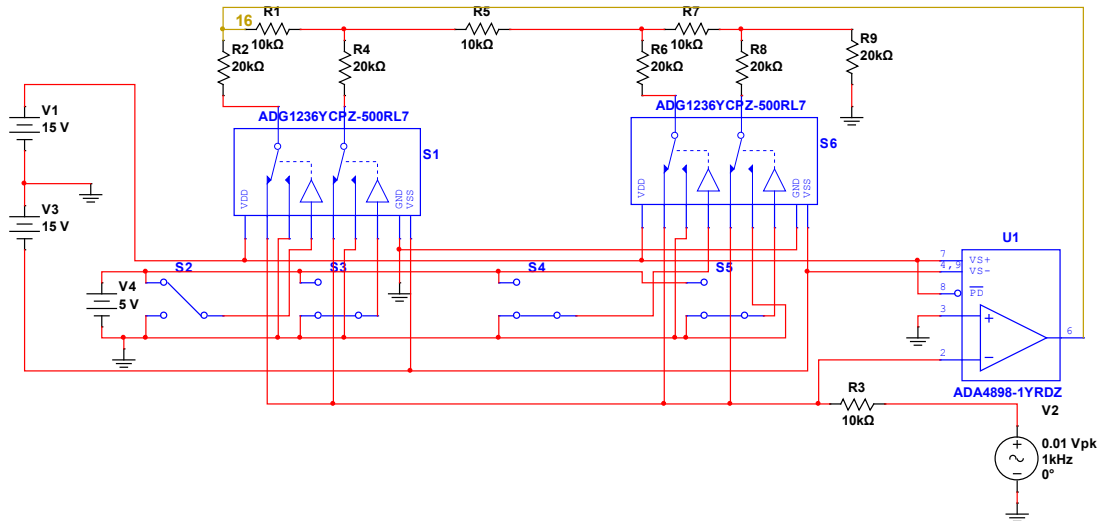 16
R1
10kΩ
R5
10kΩ
R7
10kΩ
R2
20kΩ
R4
20kΩ
R6
20kΩ
R8
20kΩ
R9
20kΩ
V1
15 V
ADG1236YCPZ-500RL7
S1
VDD
GND
VSS
ADG1236YCPZ-500RL7
S6
VDD
GND
VSS
V3
15 V
V4
5 V
S2
S3
S4
S5
U1
7
VS+
4,9
VS-
8
PD
3
+
6
2
−
ADA4898-1YRDZ
R3
10kΩ
V2
0.01 Vpk
1kHz
0°